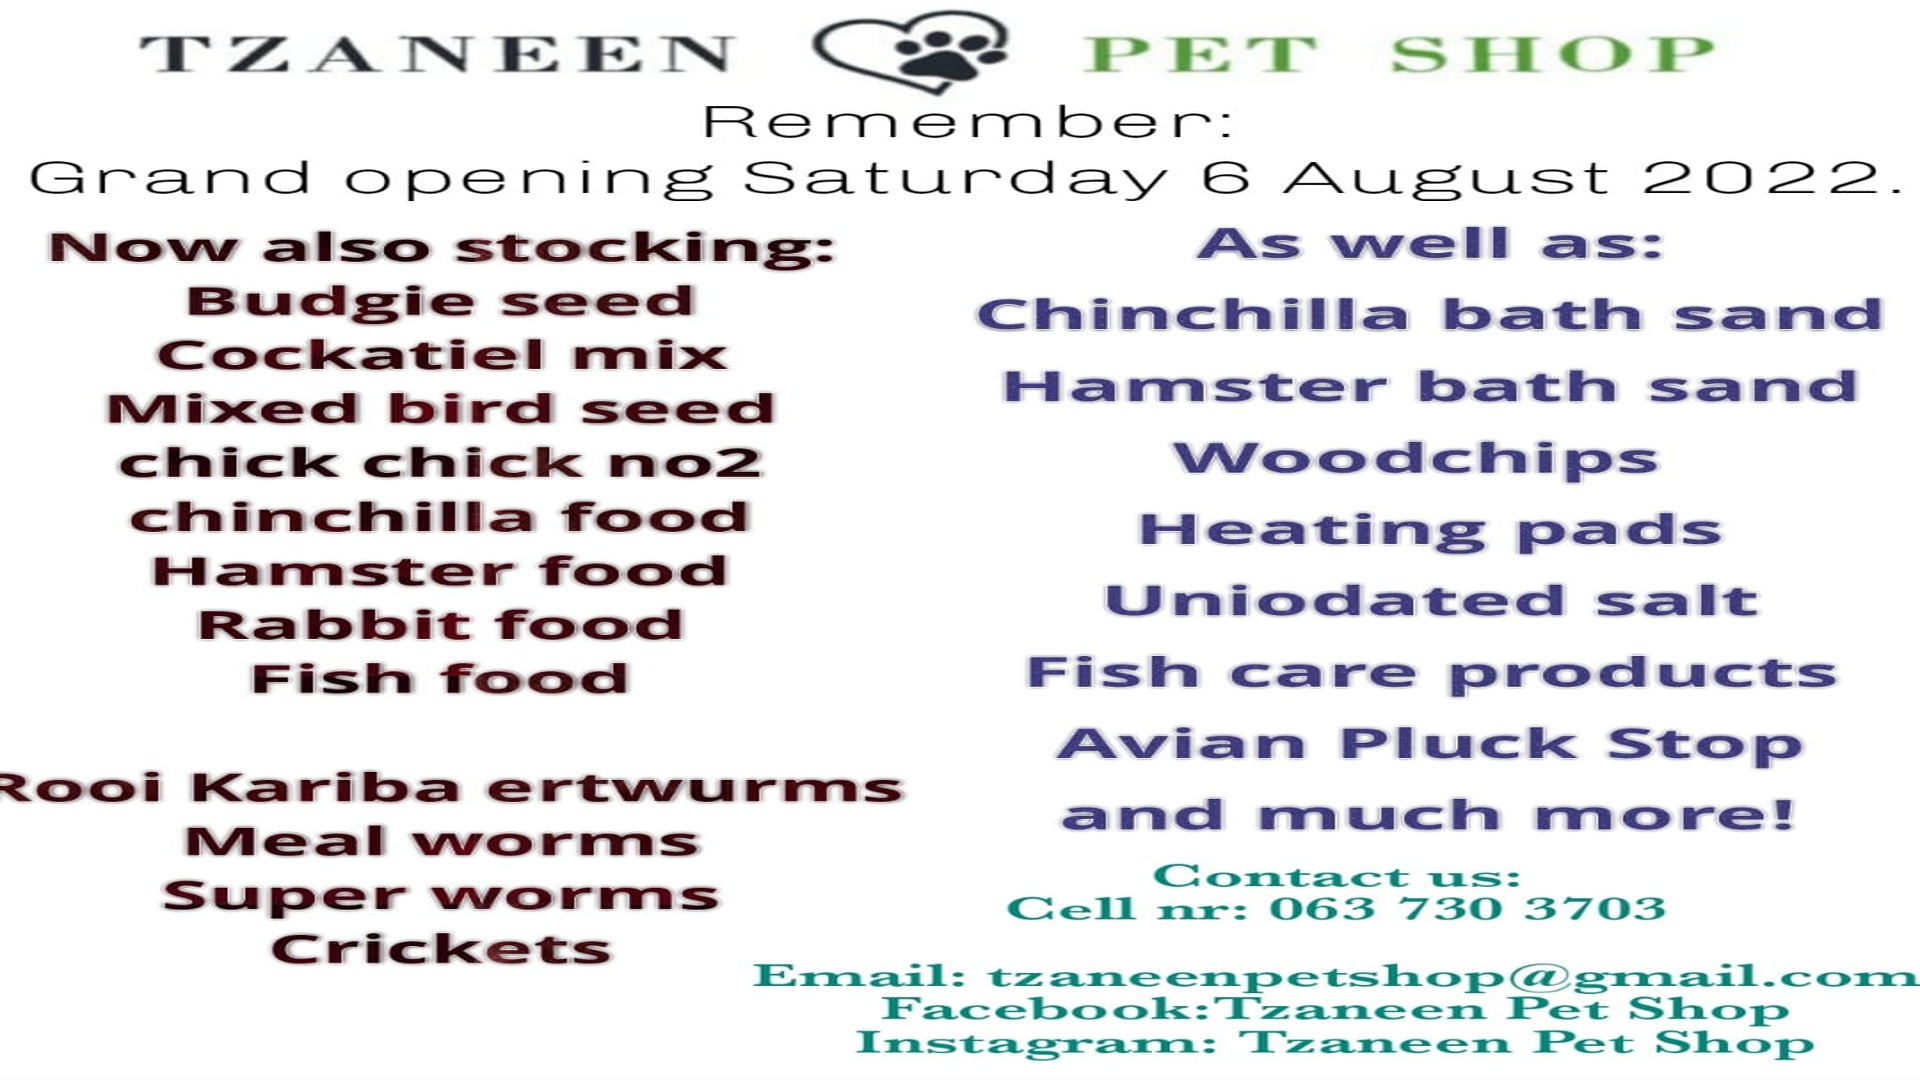 TZANEEN PET SHOP
Remember:
Grand opening Saturday 6 August 2022.
Now also stocking:
Budgie seed
Cockatiel mix
Mixed bird seed
chick chick no2
chinchilla food
Hamster food
Rabbit food
Fish food
Rooi Kariba ertwurms
Meal worms
Super worms
Crickets
As well as:
Chinchilla bath sand
Hamster bath sand
Woodchips
Heating pads
Uniodated salt
Fish care products
Avian Pluck Stop
and much more!
Contact us:
Cell nr: 063 730 3703
Email: tzaneenpetshop@gmail.com
Facebook:Tzaneen Pet Shop
Instagram: Tzaneen Pet Shop